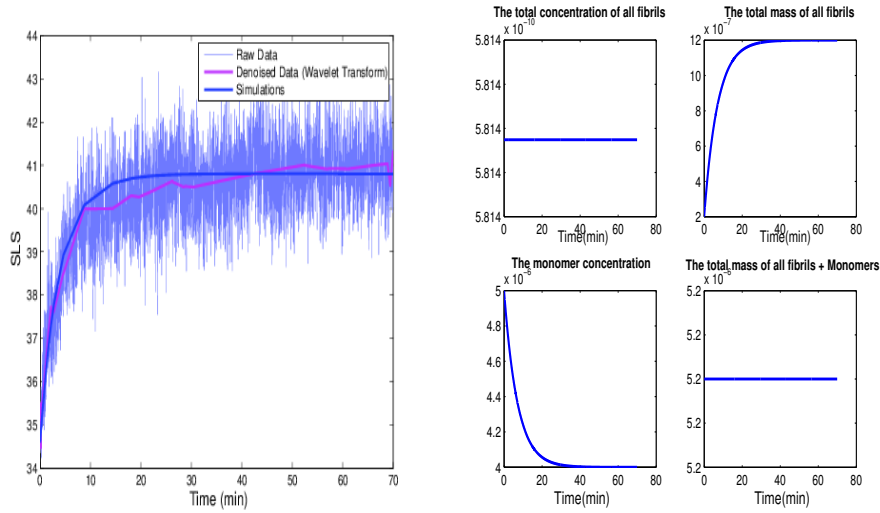 44
43
42
41
40
39
38
37
36
35
34
SLS
0 10 20 30 40 50 60 70
Time (min)
Raw Data
Denoised Data (Wavelet Transform)
Simulations
The total concentration of all fibrils
x 10^-10
5.814
5.814
5.814
5.814
5.814
0 20 40 60 80
Time(min)
The total mass of all fibrils
x 10^-7
12
10
8
6
4
2
0 20 40 60 80
Time(min)
The monomer concentration
x 10^-6
5
4.8
4.6
4.4
4.2
4
0 20 40 60 80
Time(min)
The total mass of all fibrils + Monomers
x 10^-6
5.2
5.2
5.2
5.2
5.2
0 20 40 60 80
Time(min)